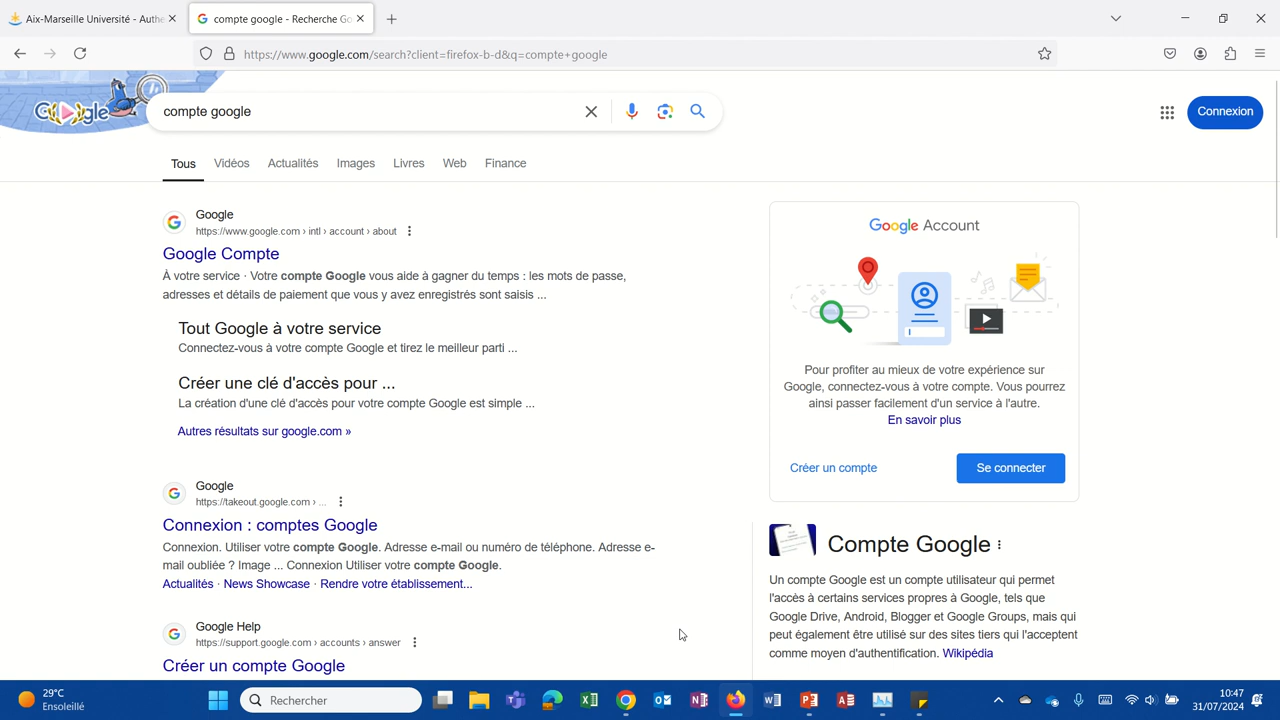 Aix-Marseille Université - Authe
compte google - Recherche Go
https://www.google.com/search?client=firefox-b-d&q=compte+google
Google
compte google
Connexion
Tous
Vidéos
Actualités
Images
Livres
Web
Finance
Google
https://www.google.com › intl › account › about
Google Compte
À votre service · Votre compte Google vous aide à gagner du temps : les mots de passe,
adresses et détails de paiement que vous y avez enregistrés sont saisis ...
Tout Google à votre service
Connectez-vous à votre compte Google et tirez le meilleur parti ...
Créer une clé d'accès pour ...
La création d'une clé d'accès pour votre compte Google est simple ...
Autres résultats sur google.com »
Google
https://takeout.google.com › ...
Connexion : comptes Google
Connexion. Utiliser votre compte Google. Adresse e-mail ou numéro de téléphone. Adresse e-
mail oubliée ? Image ... Connexion Utiliser votre compte Google.
Actualités · News Showcase · Rendre votre établissement...
Google Help
https://support.google.com › accounts › answer
Créer un compte Google
Google Account
Pour profiter au mieux de votre expérience sur
Google, connectez-vous à votre compte. Vous pourrez
ainsi passer facilement d'un service à l'autre.
En savoir plus
Créer un compte
Se connecter
Compte Google
Un compte Google est un compte utilisateur qui permet
l'accès à certains services propres à Google, tels que
Google Drive, Android, Blogger et Google Groups, mais qui
peut également être utilisé sur des sites tiers qui l'acceptent
comme moyen d'authentification. Wikipédia
29°C
Ensoleillé
Rechercher
10:47
31/07/2024